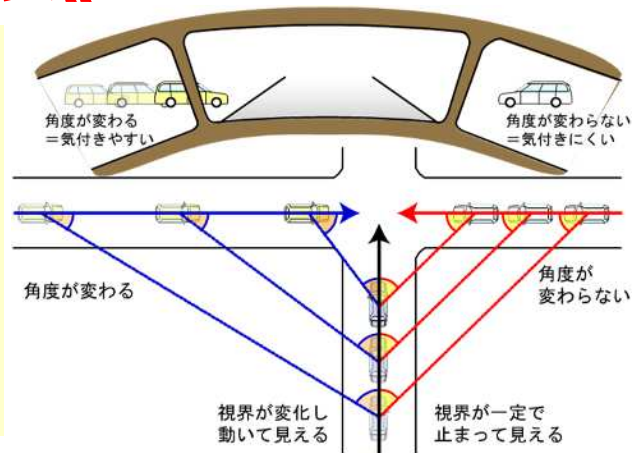 角度が変わる
＝気付きやすい
角度が変わらない
＝気付きにくい
角度が変わる
角度が
変わらない
視界が変化し
動いて見える
視界が一定で
止まって見える